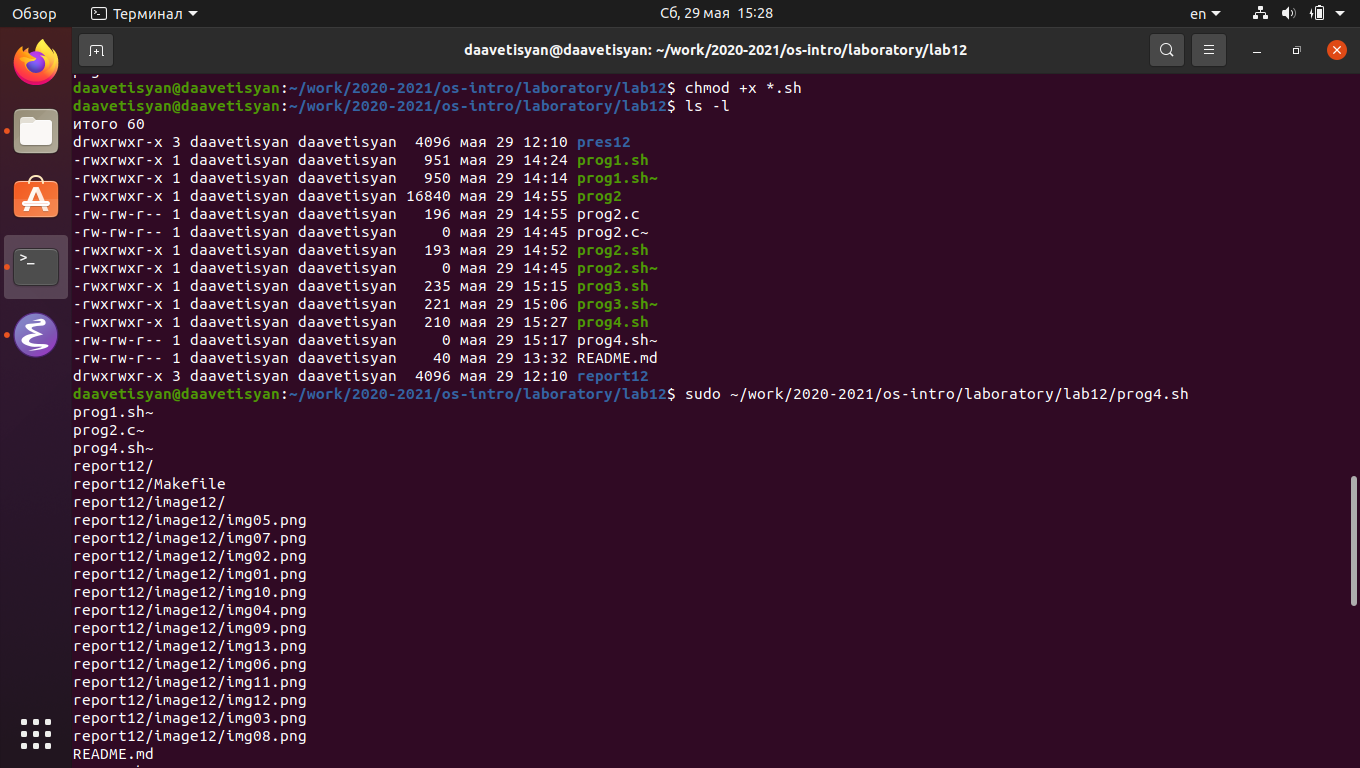 Обзор
Терминал
Сб, 29 мая 15:28
en
daavetisyan@daavetisyan: ~/work/2020-2021/os-intro/laboratory/lab12
daavetisyan@daavetisyan:~/work/2020-2021/os-intro/laboratory/lab12$ chmod +x *.sh
daavetisyan@daavetisyan:~/work/2020-2021/os-intro/laboratory/lab12$ ls -l
итого 60
drwxrwxr-x 3 daavetisyan daavetisyan  4096 мая 29 12:10 pres12
-rwxrwxr-x 1 daavetisyan daavetisyan   951 мая 29 14:24 prog1.sh
-rwxrwxr-x 1 daavetisyan daavetisyan   950 мая 29 14:14 prog1.sh~
-rwxrwxr-x 1 daavetisyan daavetisyan 16840 мая 29 14:55 prog2
-rw-rw-r-- 1 daavetisyan daavetisyan   196 мая 29 14:55 prog2.c
-rw-rw-r-- 1 daavetisyan daavetisyan     0 мая 29 14:45 prog2.c~
-rwxrwxr-x 1 daavetisyan daavetisyan   193 мая 29 14:52 prog2.sh
-rwxrwxr-x 1 daavetisyan daavetisyan     0 мая 29 14:45 prog2.sh~
-rwxrwxr-x 1 daavetisyan daavetisyan   235 мая 29 15:15 prog3.sh
-rwxrwxr-x 1 daavetisyan daavetisyan   221 мая 29 15:06 prog3.sh~
-rwxrwxr-x 1 daavetisyan daavetisyan   210 мая 29 15:27 prog4.sh
-rw-rw-r-- 1 daavetisyan daavetisyan     0 мая 29 15:17 prog4.sh~
-rw-rw-r-- 1 daavetisyan daavetisyan    40 мая 29 13:32 README.md
drwxrwxr-x 3 daavetisyan daavetisyan  4096 мая 29 12:10 report12
daavetisyan@daavetisyan:~/work/2020-2021/os-intro/laboratory/lab12$ sudo ~/work/2020-2021/os-intro/laboratory/lab12/prog4.sh
prog1.sh~
prog2.c~
prog4.sh~
report12/
report12/Makefile
report12/image12/
report12/image12/img05.png
report12/image12/img07.png
report12/image12/img02.png
report12/image12/img01.png
report12/image12/img10.png
report12/image12/img04.png
report12/image12/img09.png
report12/image12/img13.png
report12/image12/img06.png
report12/image12/img11.png
report12/image12/img12.png
report12/image12/img03.png
report12/image12/img08.png
README.md